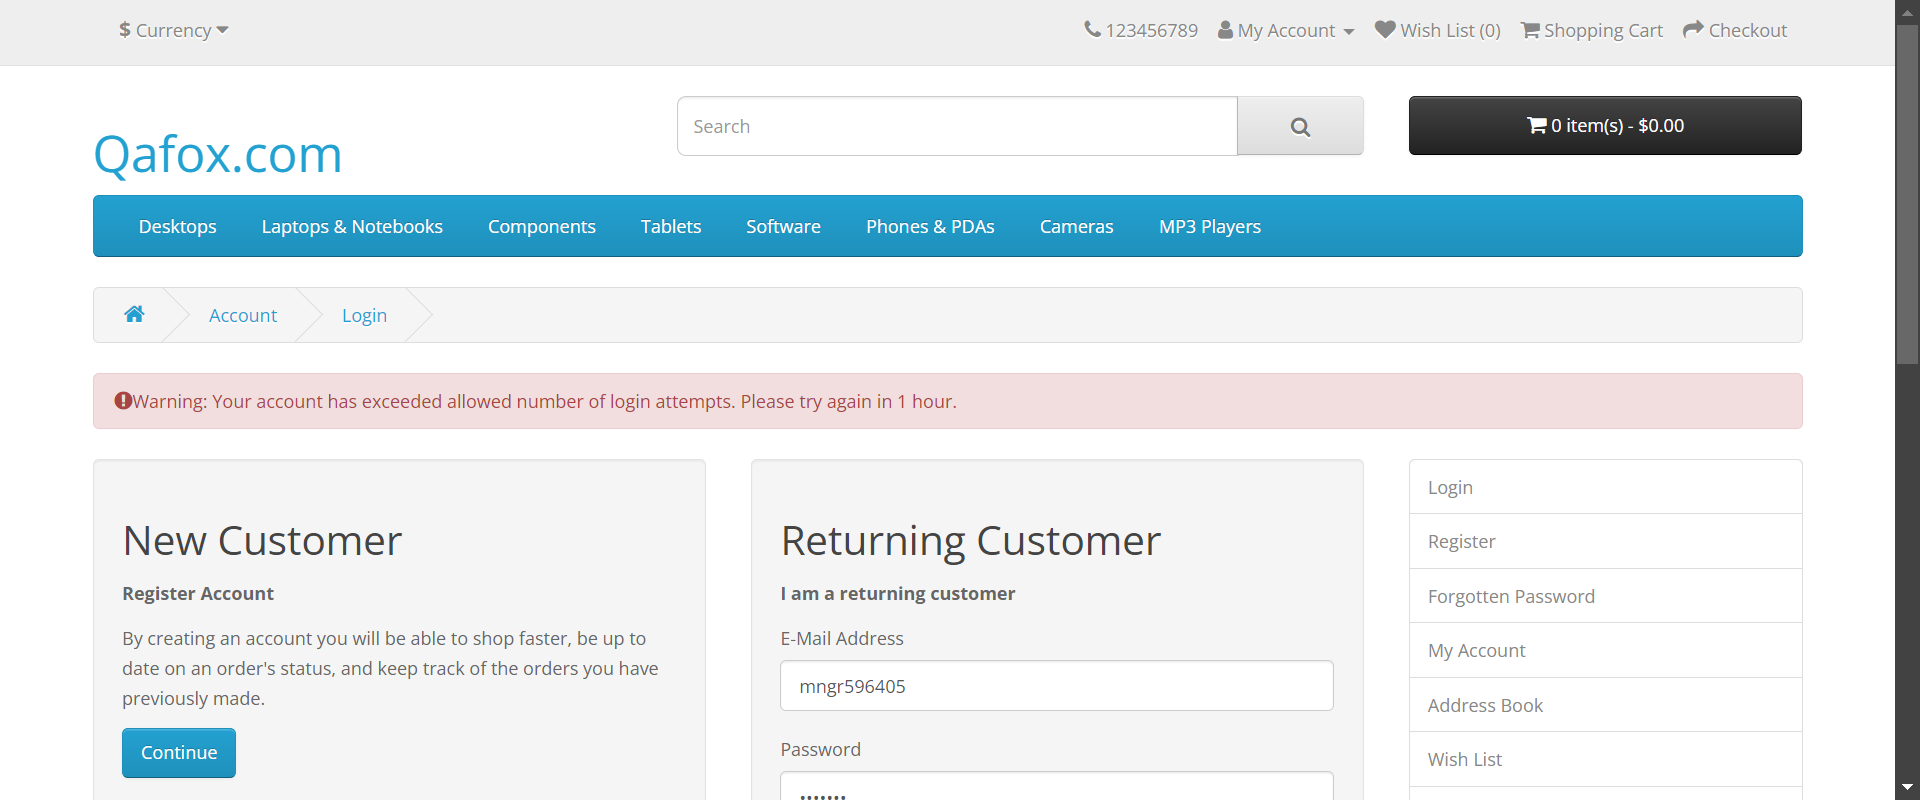 $ Currency
123456789 My Account Wish List (0) Shopping Cart Checkout
Search
0 item(s) - $0.00
Qafox.com
Desktops Laptops & Notebooks Components Tablets Software Phones & PDAs Cameras MP3 Players
Account Login
Warning: Your account has exceeded allowed number of login attempts. Please try again in 1 hour.
New Customer
Register Account
By creating an account you will be able to shop faster, be up to
date on an order's status, and keep track of the orders you have
previously made.
Continue
Returning Customer
I am a returning customer
E-Mail Address
mngr596405
Password
•••••••
Login
Register
Forgotten Password
My Account
Address Book
Wish List